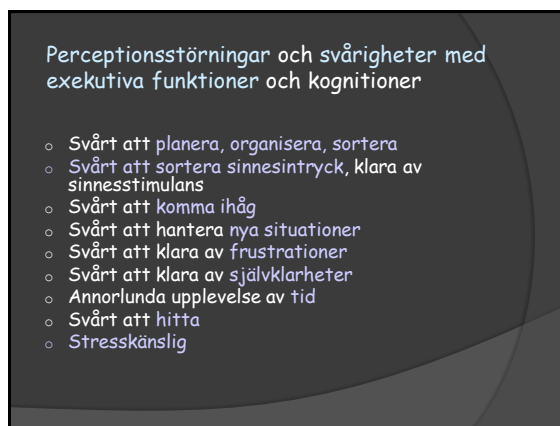 Perceptionsstörningar och svårigheter med
exekutiva funktioner och kognitioner
Svårt att planera, organisera, sortera
Svårt att sortera sinnesintryck, klara av
sinnesstimulans
Svårt att komma ihåg
Svårt att hantera nya situationer
Svårt att klara av frustrationer
Svårt att klara av självklarheter
Annorlunda upplevelse av tid
Svårt att hitta
Stresskänslig